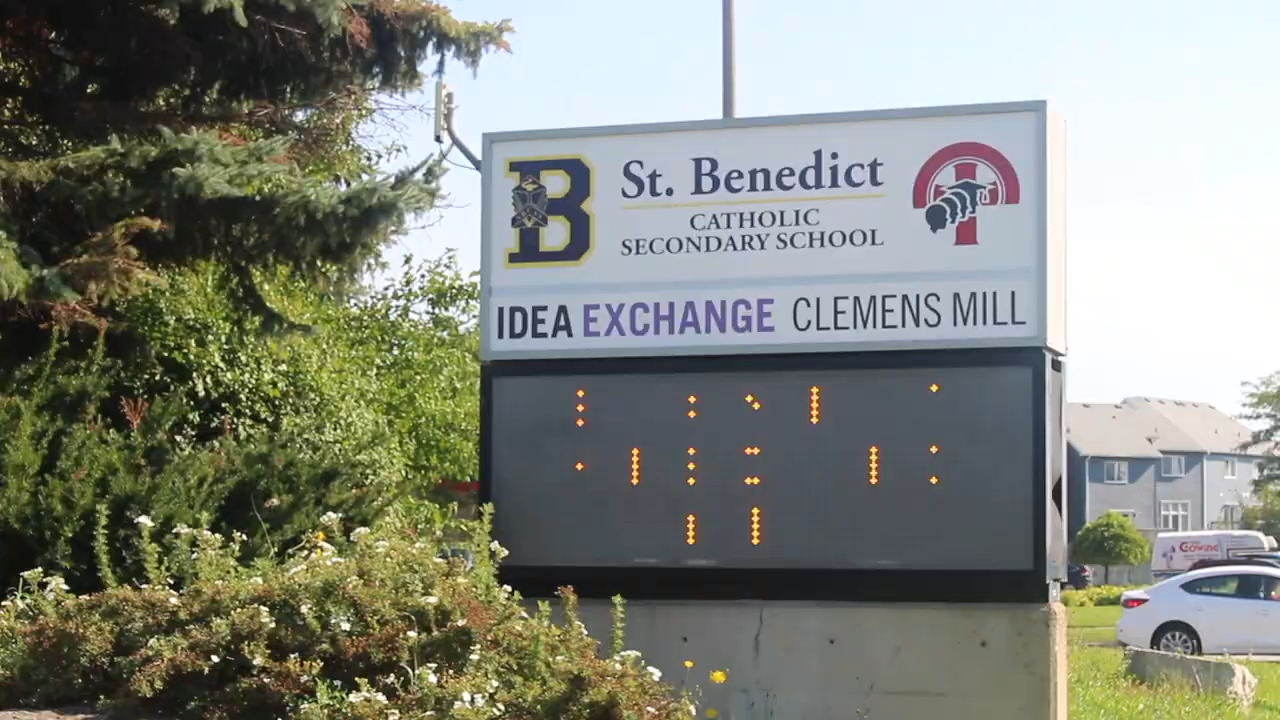 B
St. Benedict
CATHOLIC
SECONDARY SCHOOL
IDEA EXCHANGE CLEMENS MILL